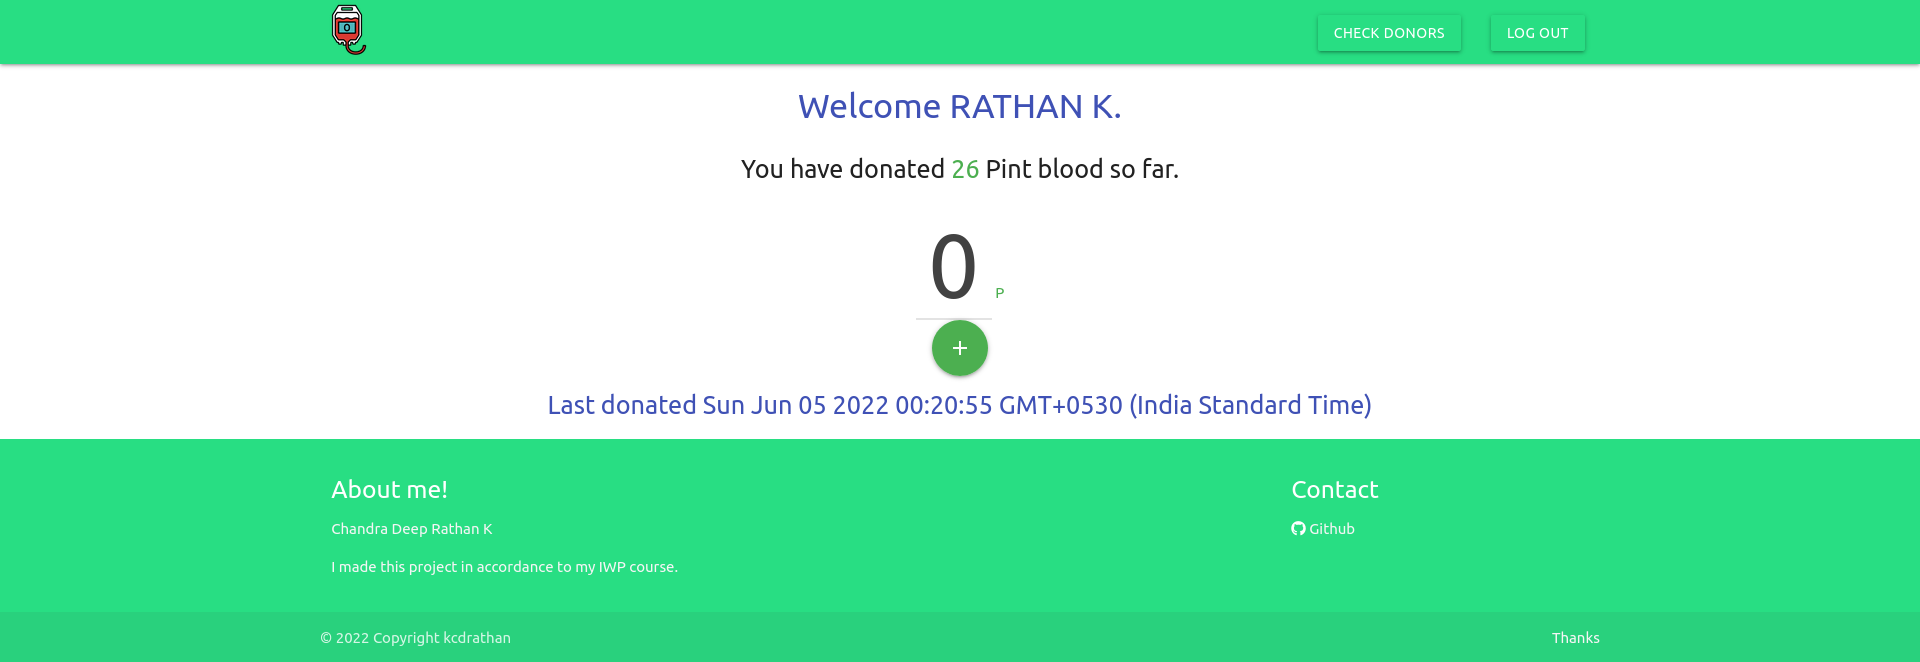 0
CHECK DONORS
LOG OUT
Welcome RATHAN K.
You have donated 26 Pint blood so far.
0 P
+
Last donated Sun Jun 05 2022 00:20:55 GMT+0530 (India Standard Time)
About me!
Contact
Chandra Deep Rathan K
Github
I made this project in accordance to my IWP course.
© 2022 Copyright kcdrathan
Thanks